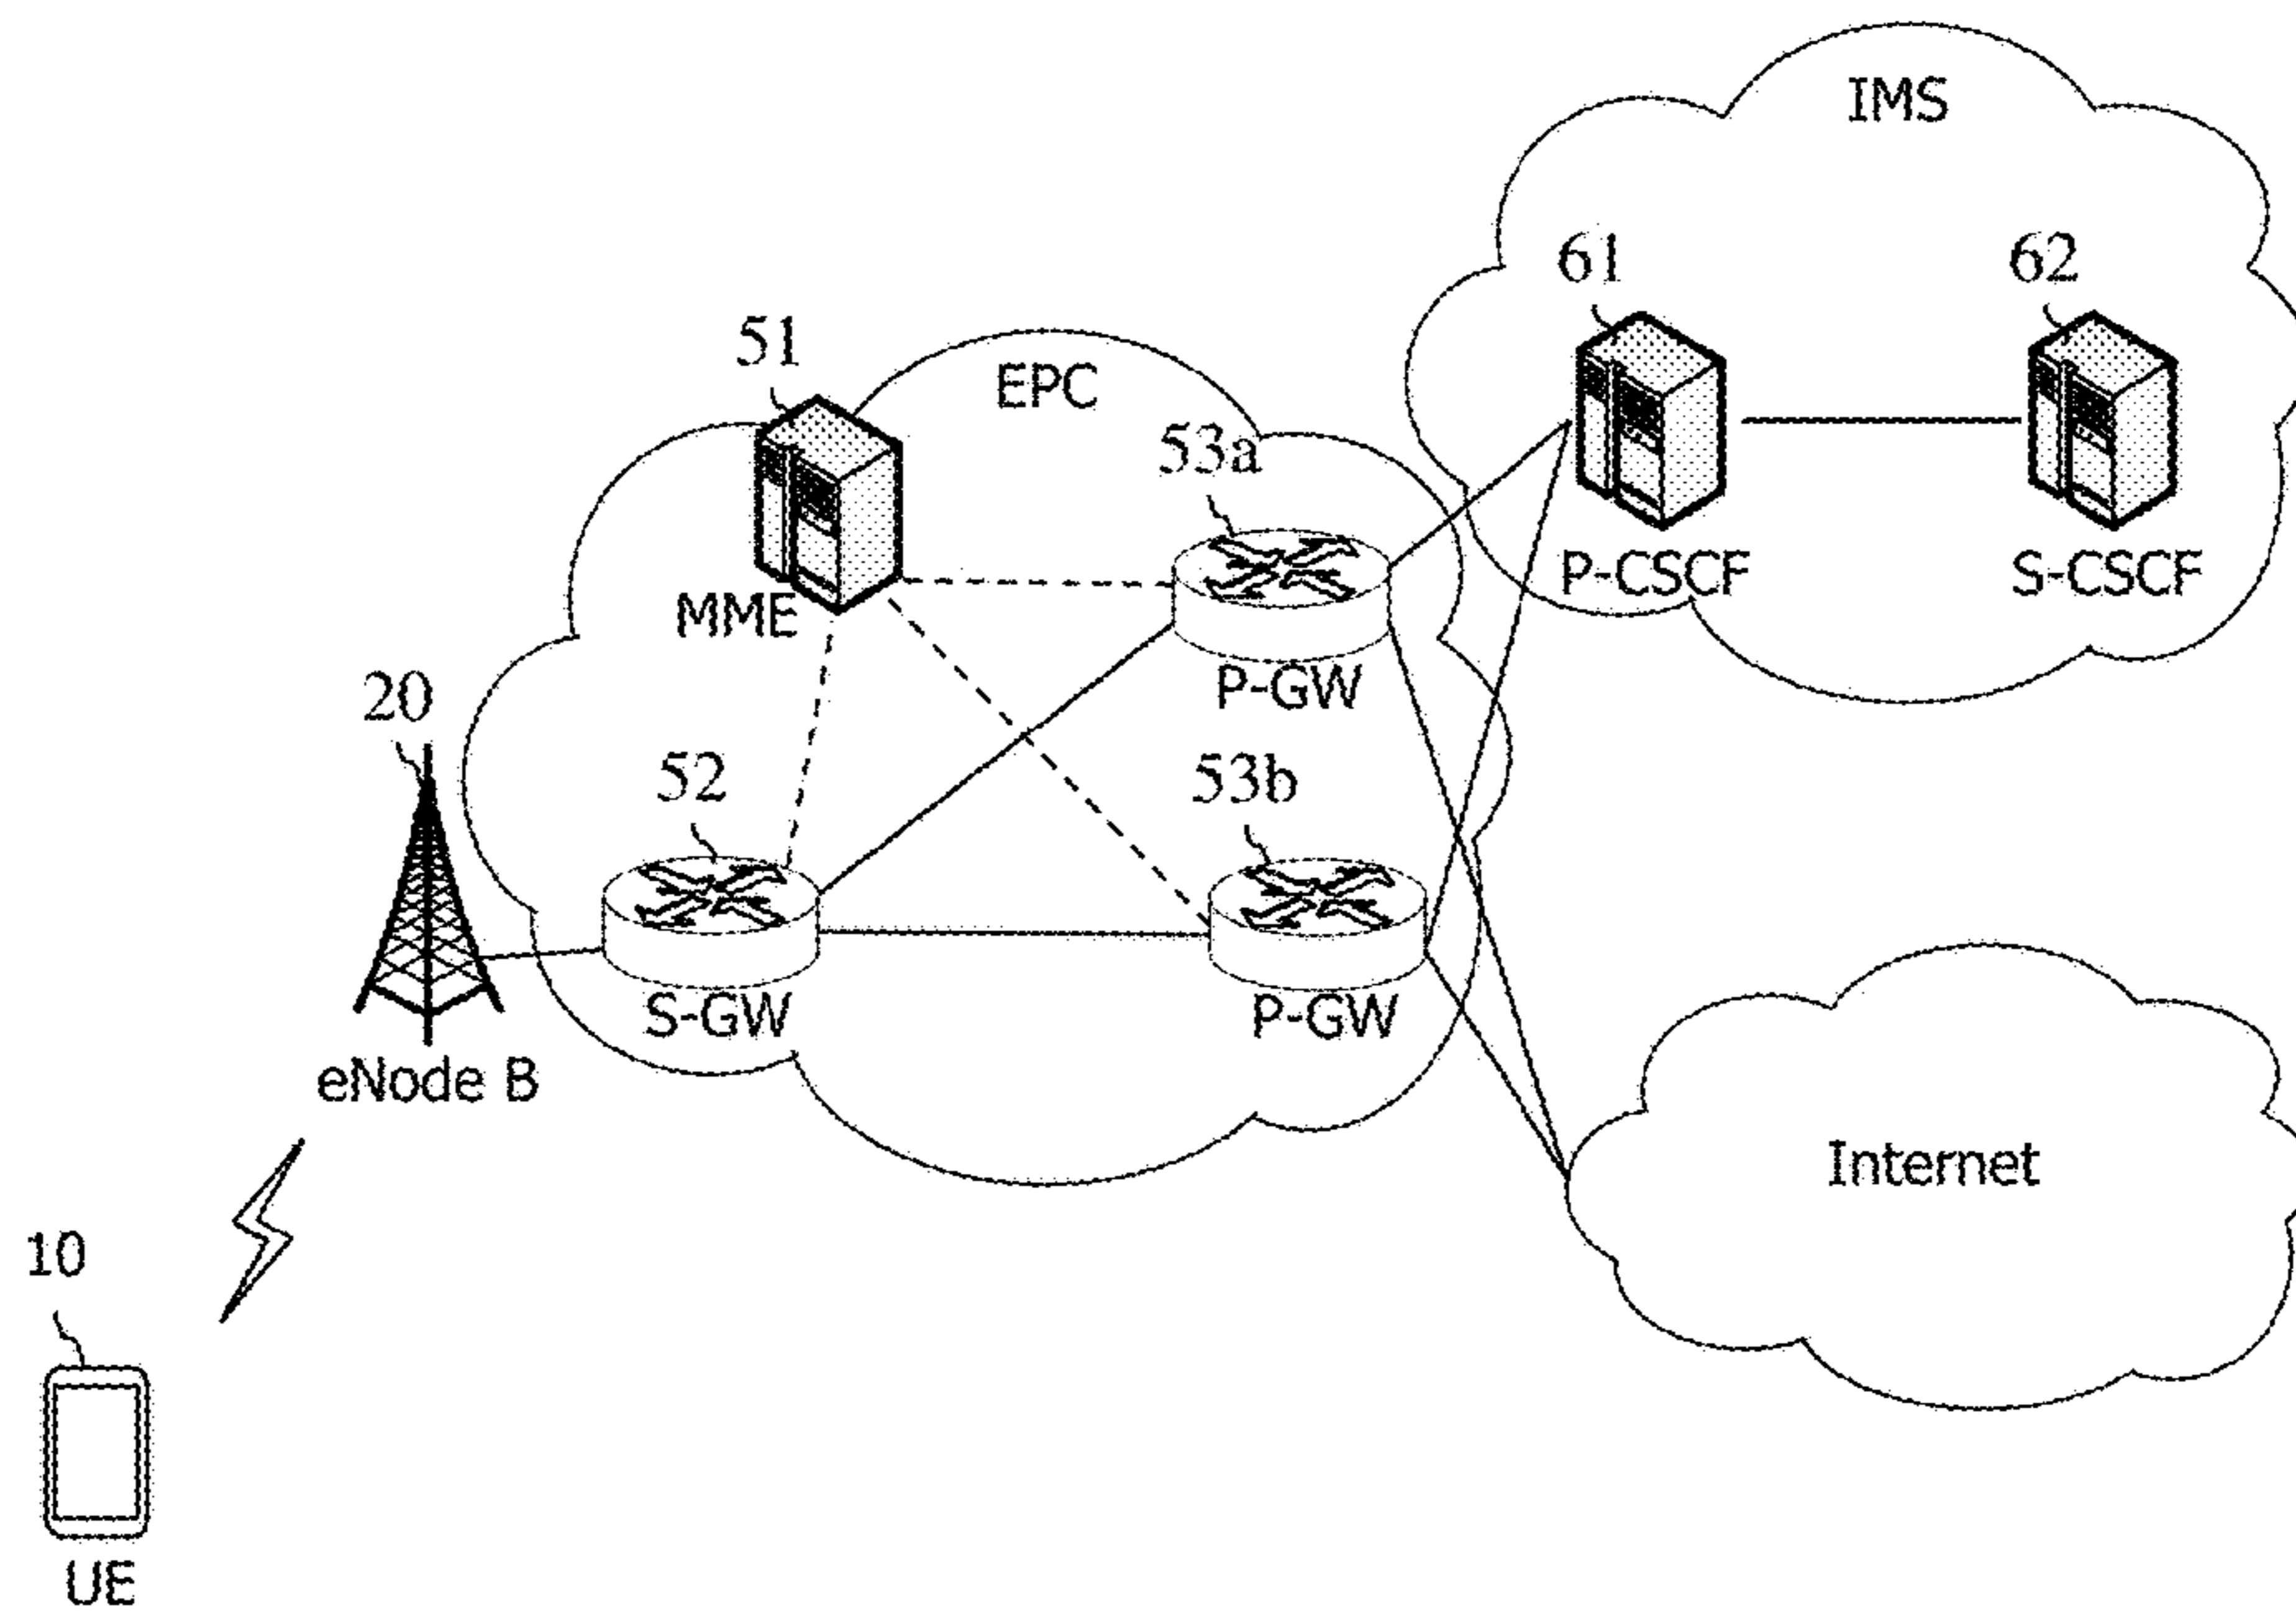 IMS
61
62
51
EPC
53a
P-CSCF
S-CSCF
MME
P-GW
20
52
53b
S-GW
P-GW
eNode B
Internet
10
UE